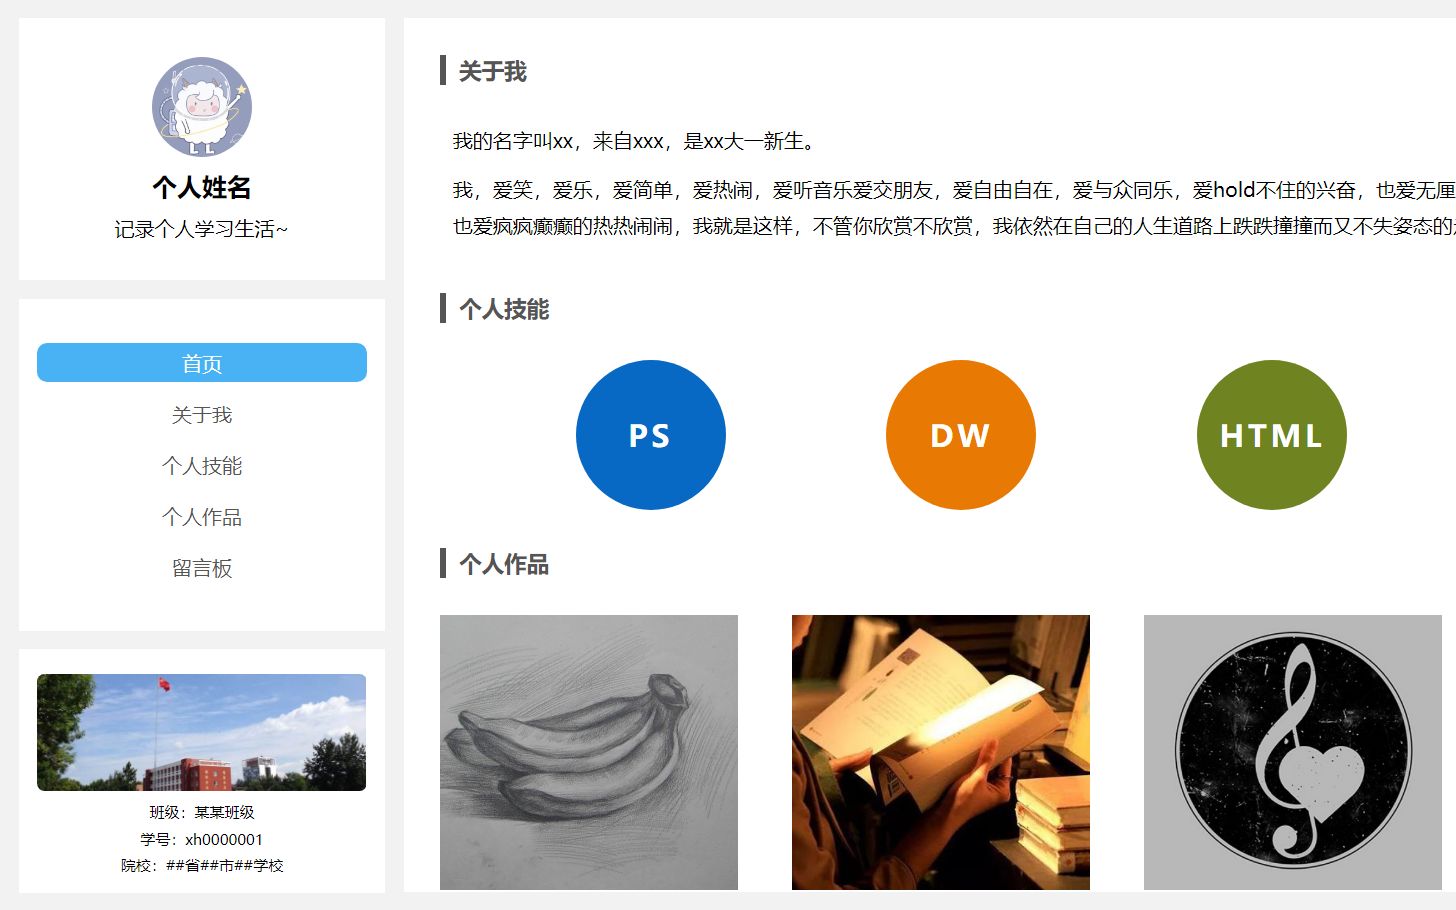 个人姓名
记录个人学习生活~
首页
关于我
个人技能
个人作品
留言板
班级：某某班级
学号：xh0000001
院校：##省##市##学校
关于我
我的名字叫xx，来自xxx，是xx大一新生。
我，爱笑，爱乐，爱简单，爱热闹，爱听音乐爱交朋友，爱自由自在，爱与众同乐，爱hold不住的兴奋，也爱无厘
也爱疯疯癫癫的热热闹闹，我就是这样，不管你欣赏不欣赏，我依然在自己的人生道路上跌跌撞撞而又不失姿态的
个人技能
PS
DW
HTML
个人作品